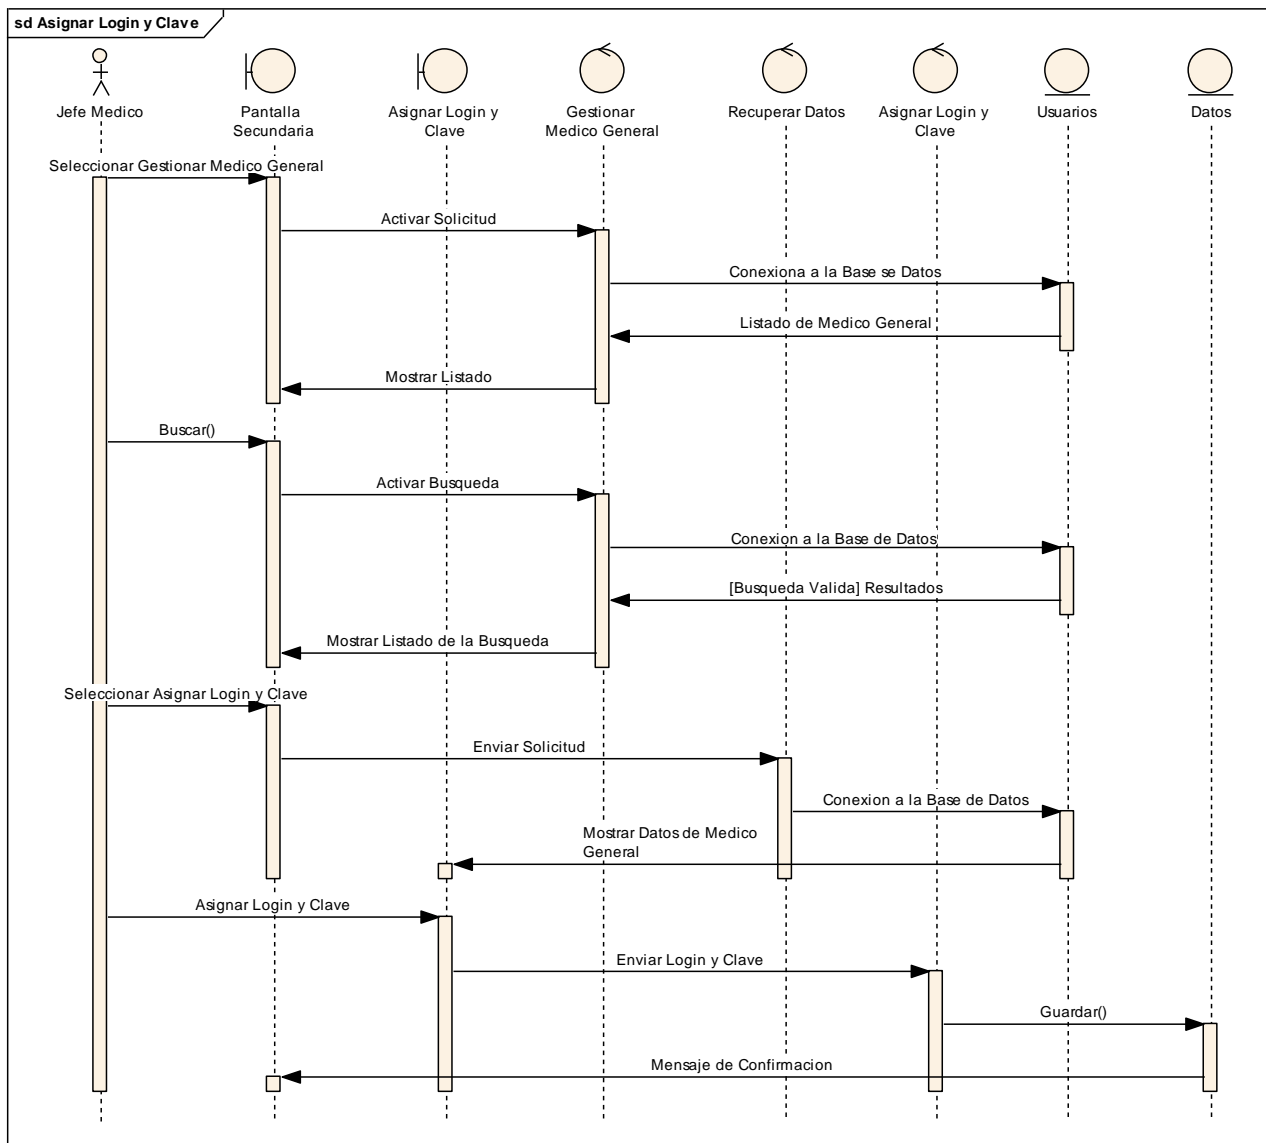 sd Asignar Login y Clave
Jefe Medico
Pantalla
Secundaria
Asignar Login y
Clave
Gestionar
Medico General
Recuperar Datos
Asignar Login y
Clave
Usuarios
Datos
Seleccionar Gestionar Medico General
Activar Solicitud
Conexiona a la Base se Datos
Listado de Medico General
Mostrar Listado
Buscar()
Activar Busqueda
Conexion a la Base de Datos
[Busqueda Valida] Resultados
Mostrar Listado de la Busqueda
Seleccionar Asignar Login y Clave
Enviar Solicitud
Conexion a la Base de Datos
Mostrar Datos de Medico
General
Asignar Login y Clave
Enviar Login y Clave
Guardar()
Mensaje de Confirmacion